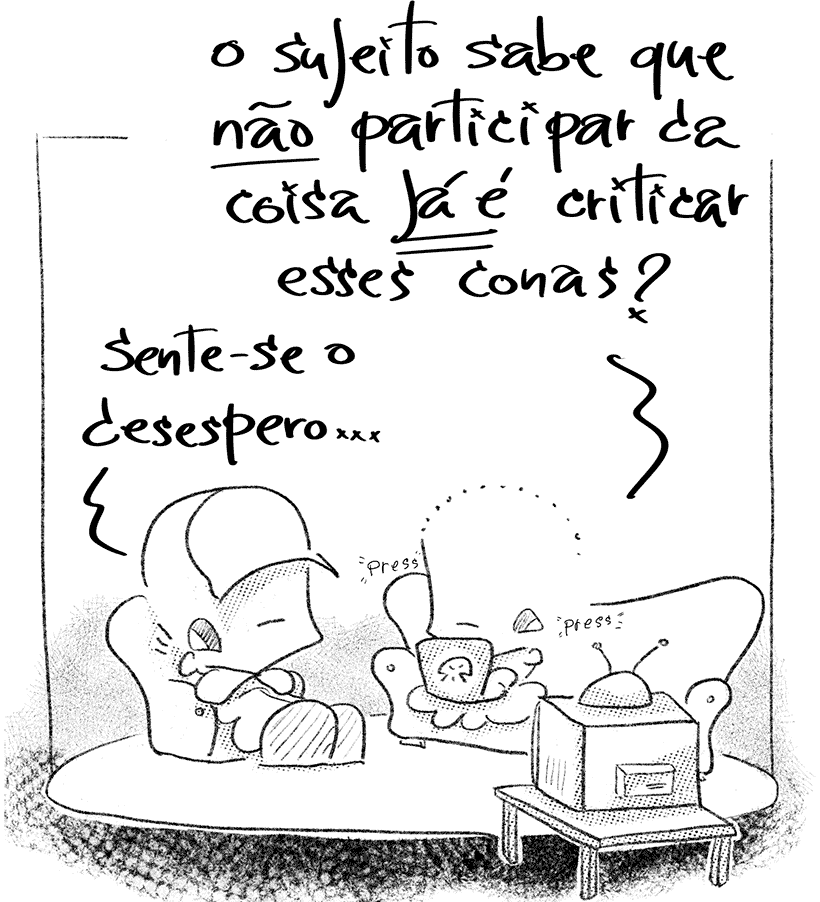 o sujeito sabe que
não participar da
coisa já é criticar
esses conas?
Sente-se o
desespero...
press
press